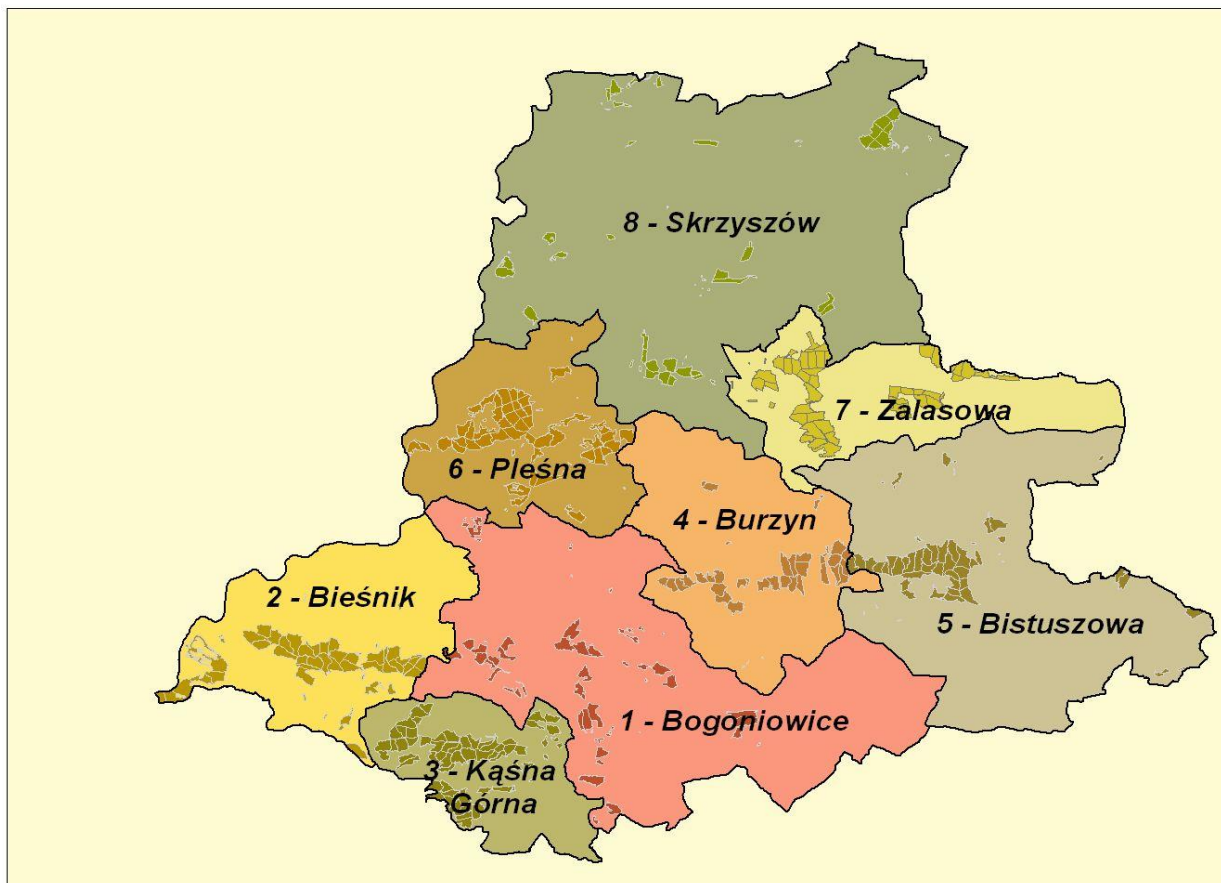 8 - Skrzyszów
7 - Zalasowa
6 - Pleśna
4 - Burzyn
2 - Bieśnik
5 - Bistuszowa
1 - Bogoniowice
3 - Kąśna
Górna